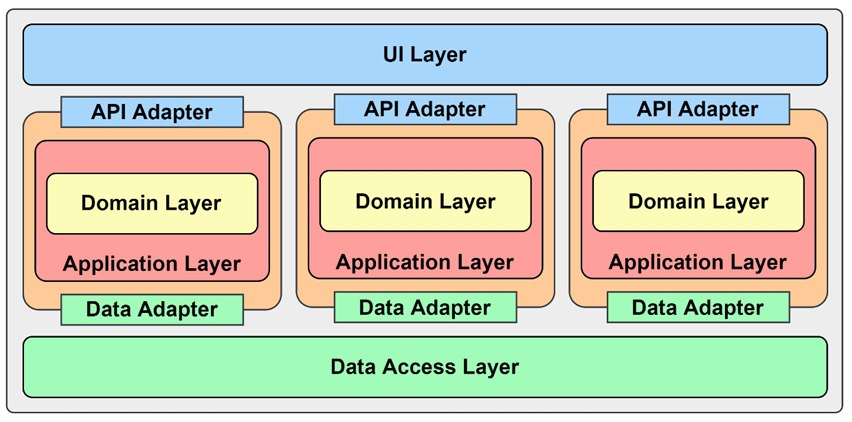 UI Layer
API Adapter
API Adapter
API Adapter
Domain Layer
Domain Layer
Domain Layer
Application Layer
Application Layer
Application Layer
Data Adapter
Data Adapter
Data Adapter
Data Access Layer